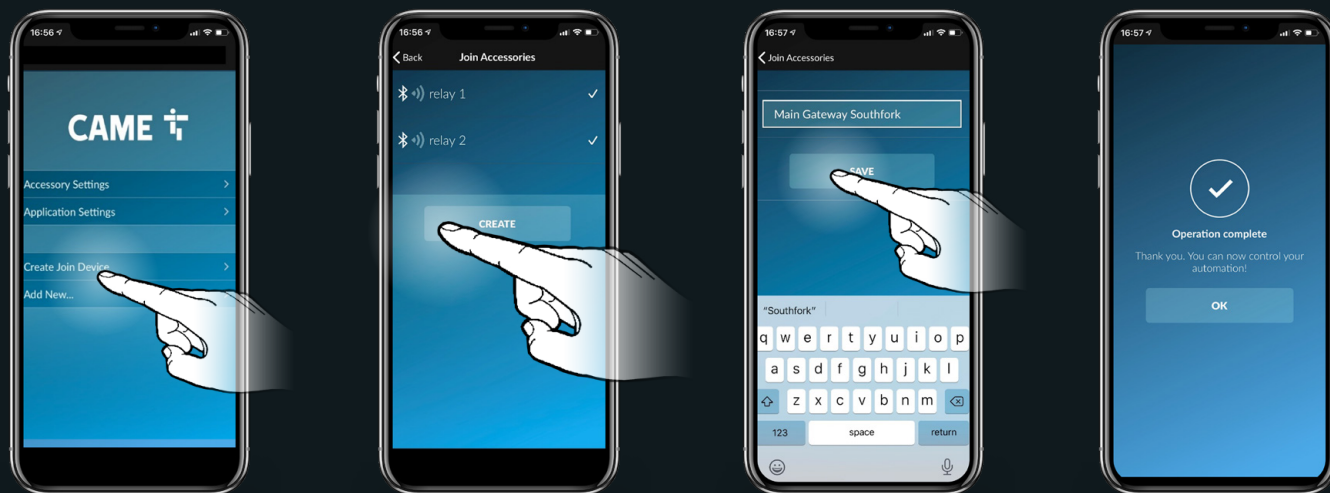 16:56
CAME
Accessory Settings
Application Settings
Create Join Device
Add New...
16:56
Back
Join Accessories
relay 1
relay 2
CREATE
16:57
Join Accessories
Main Gateway Southfork
SAVE
"Southfork"
q w e r t y u i o p
a s d f g h j k l
z x c v b n m
123 space return
16:57
Operation complete
Thank you. You can now control your
automation!
OK